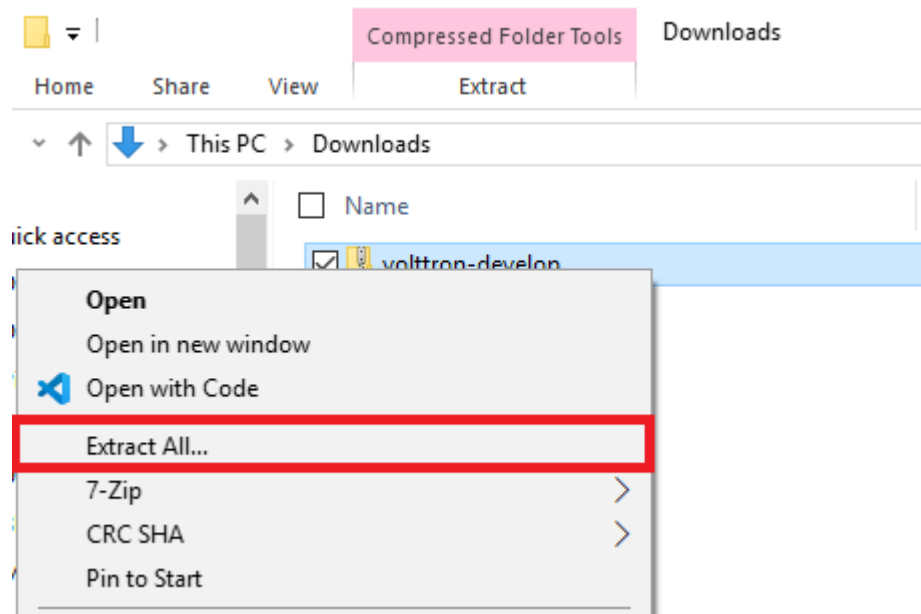 Compressed Folder Tools Downloads
Home Share View Extract
This PC > Downloads
Name
ick access
volttron-develop
Open
Open in new window
Open with Code
Extract All...
7-Zip
CRC SHA
Pin to Start